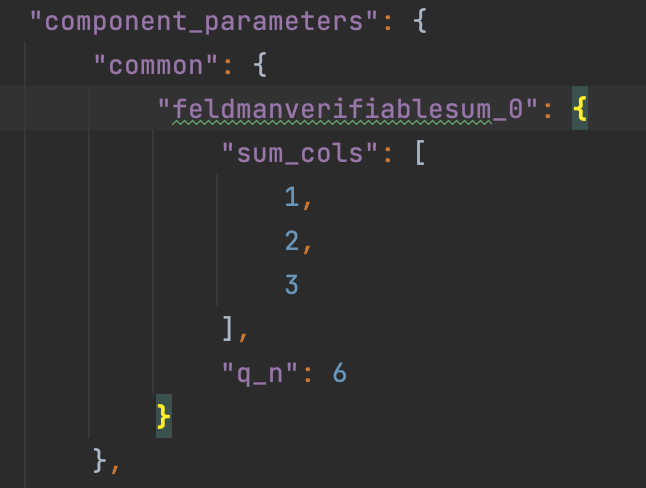 "component_parameters": {
"common": {
"feldmanverifiablesum_0": {
"sum_cols": [
1,
2,
3
],
"q_n": 6
}
},